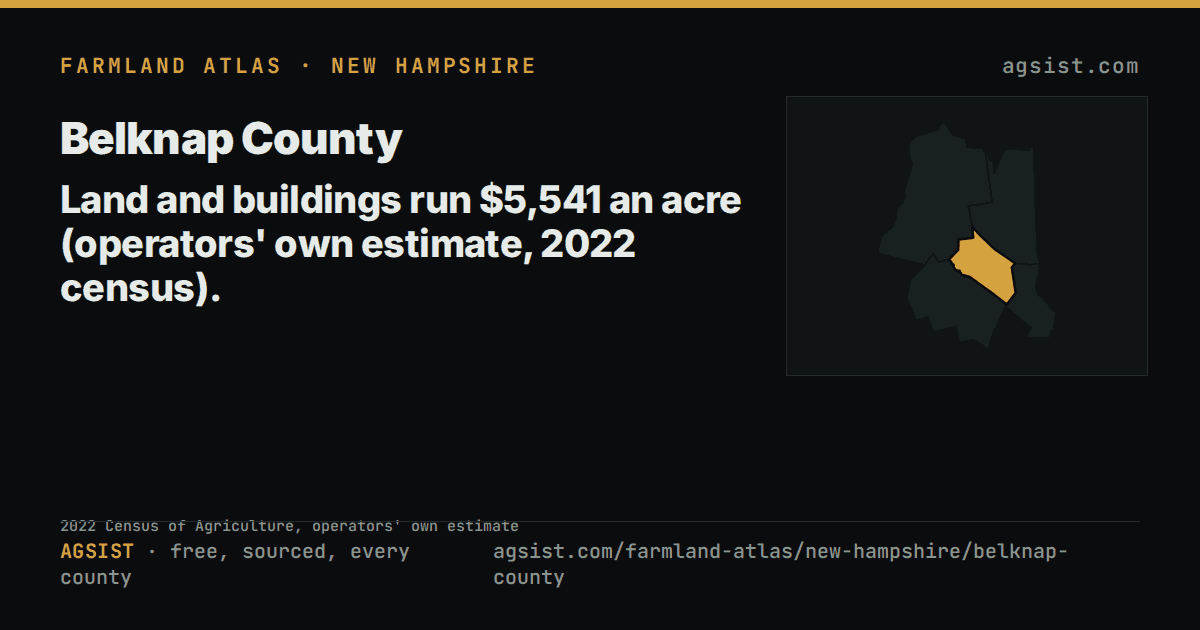 FARMLAND ATLAS · NEW HAMPSHIRE
agsist.com
Belknap County
Land and buildings run $5,541 an acre
(operators' own estimate, 2022
census).
2022 Census of Agriculture, operators' own estimate
AGSIST · free, sourced, every
county
agsist.com/farmland-atlas/new-hampshire/belknap-
county